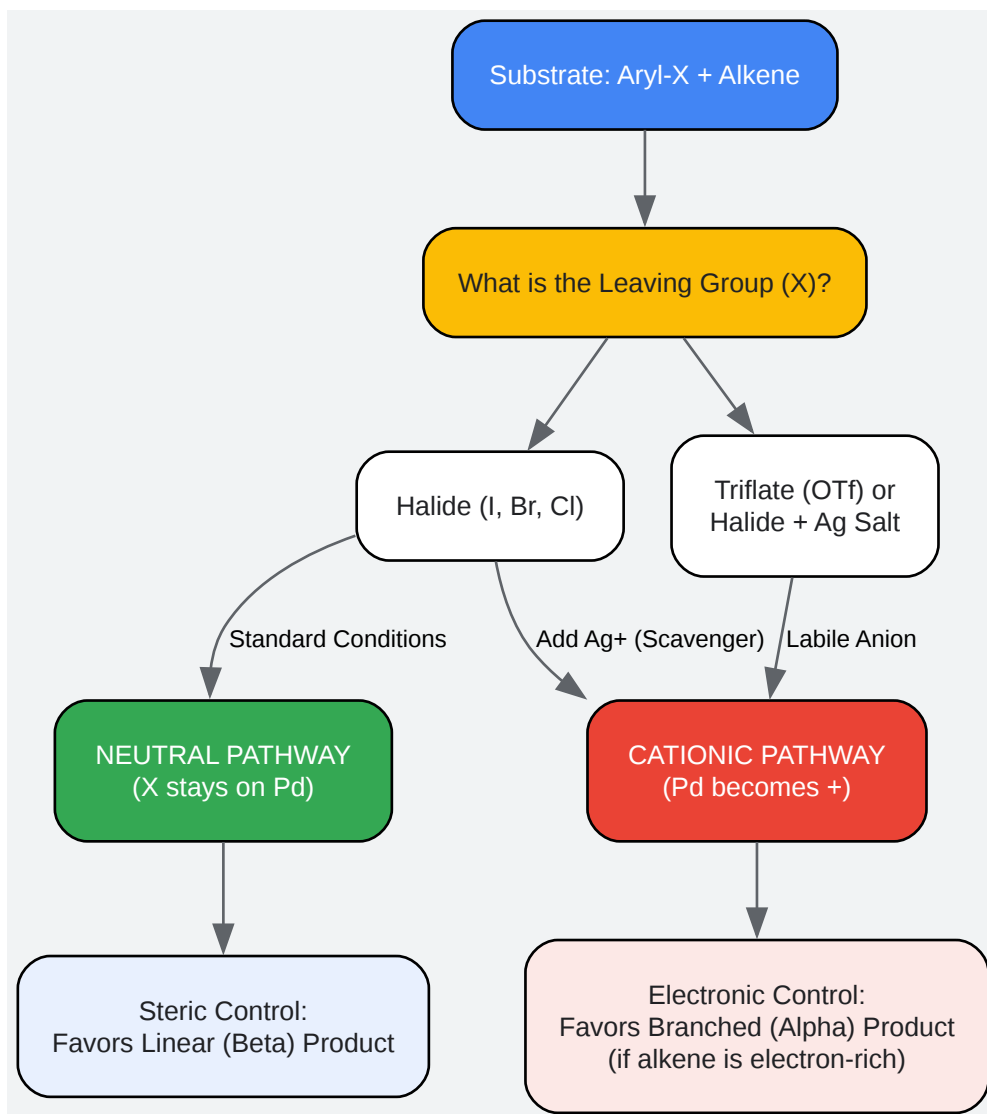 Substrate: Aryl-X + Alkene
What is the Leaving Group (X)?
Halide (I, Br, Cl)
Triflate (OTf) or
Halide + Ag Salt
Standard Conditions
Add Ag+ (Scavenger)
Labile Anion
NEUTRAL PATHWAY
(X stays on Pd)
CATIONIC PATHWAY
(Pd becomes +)
Steric Control:
Favors Linear (Beta) Product
Electronic Control:
Favors Branched (Alpha) Product
(if alkene is electron-rich)